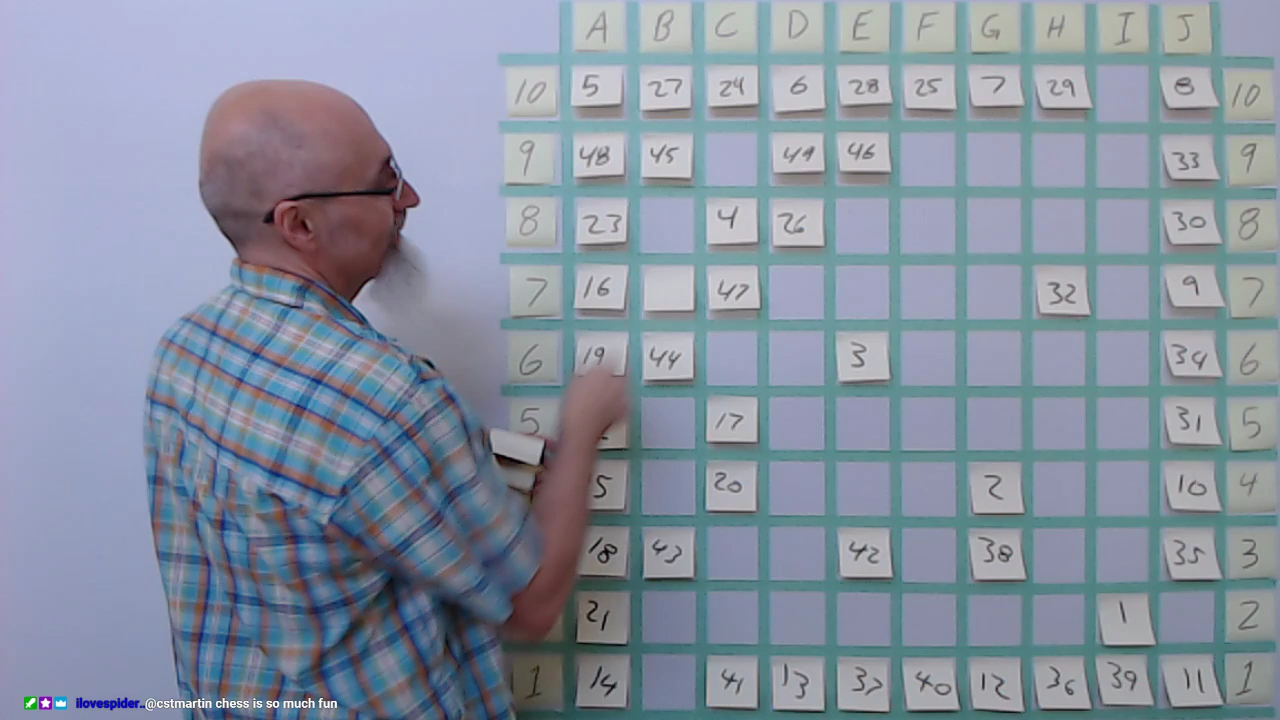 A B C D E F G H I J
10 5 27 24 6 28 25 7 29 8 10
9 48 45 49 46 33 9
8 23 4 26 30 8
7 16 47 32 9 7
6 19 44 3 34 6
5 17 31 5
5 20 2 10 4
18 43 42 38 35 3
21 1 2
1 14 41 13 37 40 12 36 39 11 1
ilovespider..@cstmartin chess is so much fun